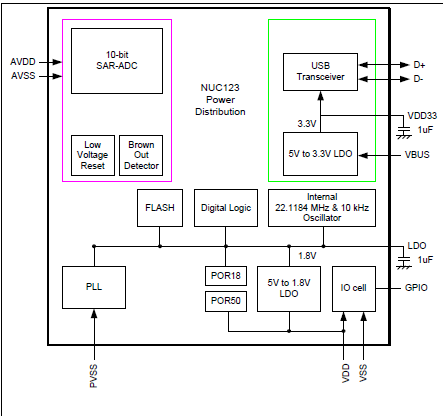 AVDD
AVSS
10-bit
SAR-ADC
NUC123
Power
Distribution
USB
Transceiver
D+
D-
3.3V
VDD33
1uF
Low
Voltage
Reset
Brown
Out
Detector
5V to 3.3V LDO
VBUS
FLASH
Digital Logic
Internal
22.1184 MHz & 10 kHz
Oscillator
LDO
1.8V
1uF
PLL
POR18
POR50
5V to 1.8V
LDO
IO cell
GPIO
PVSS
VDD
VSS